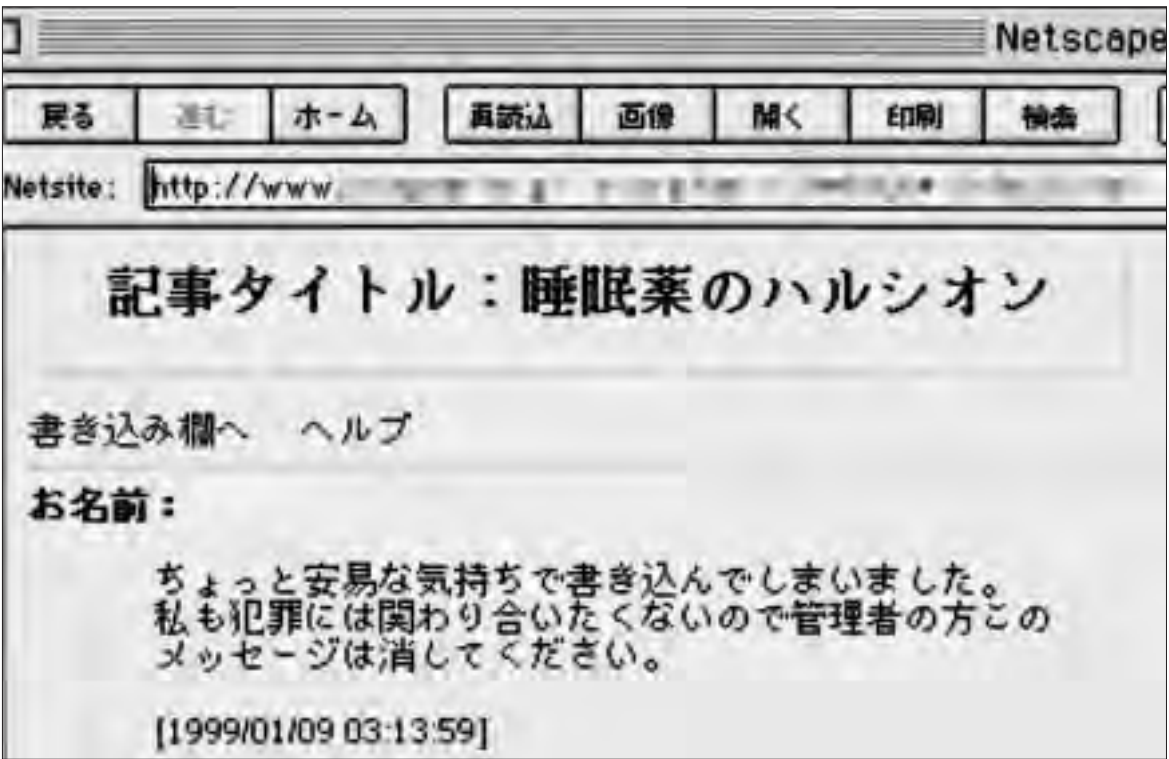 Netscape
戻る 進む ホーム 再読込 画像 開く 印刷 検索
Netsite: http://www.
記事タイトル：睡眠薬のハルシオン
書き込み欄へ ヘルプ
お名前：
ちょっと安易な気持ちで書き込んでしまいました。
私も犯罪には関わり合いたくないので管理者の方この
メッセージは消してください。
[1999/01/09 03:13:59]